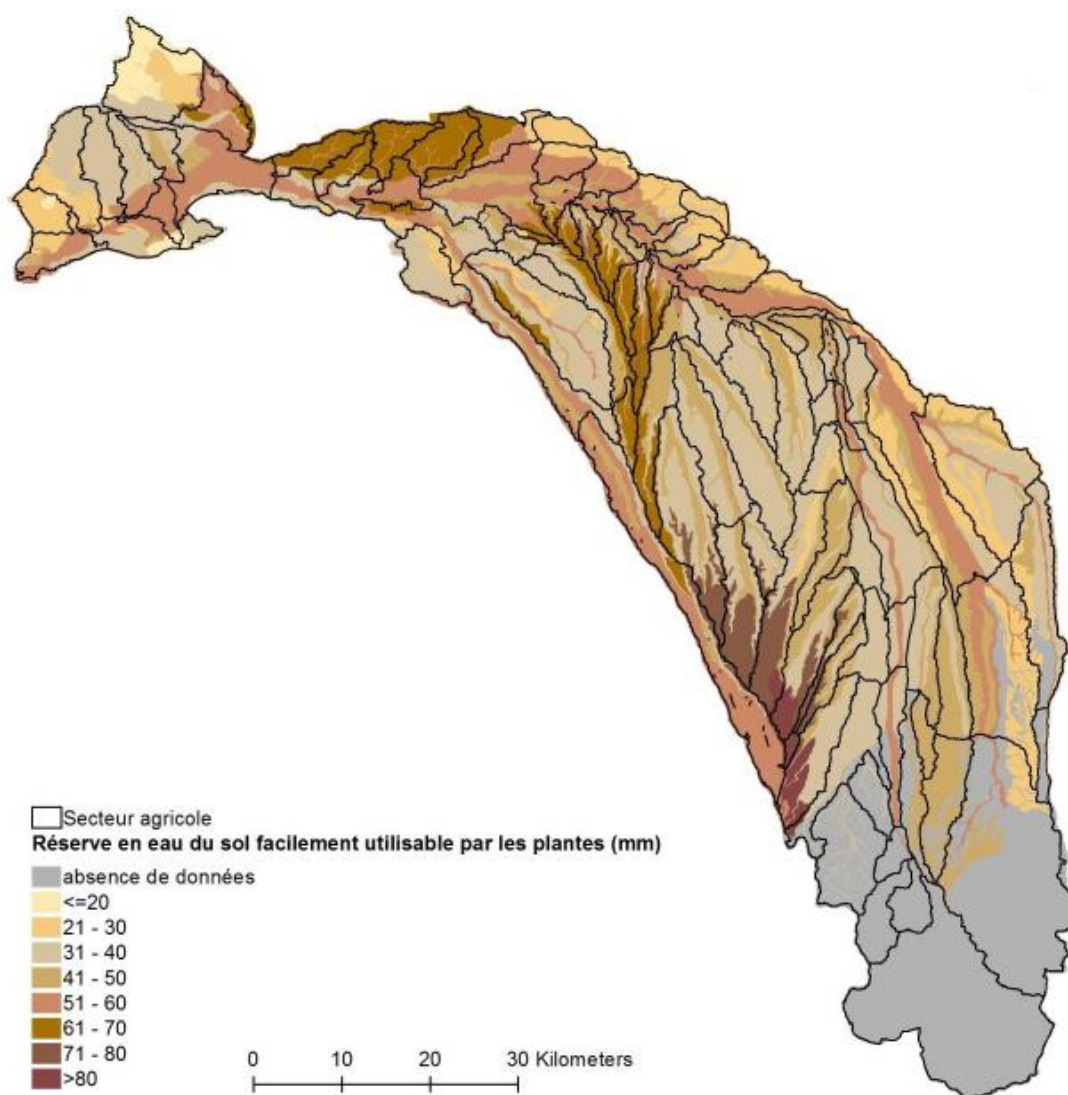 Secteur agricole
Réserve en eau du sol facilement utilisable par les plantes (mm)
absence de données
<=20
21 - 30
31 - 40
41 - 50
51 - 60
61 - 70
71 - 80
>80
0 10 20 30 Kilometers